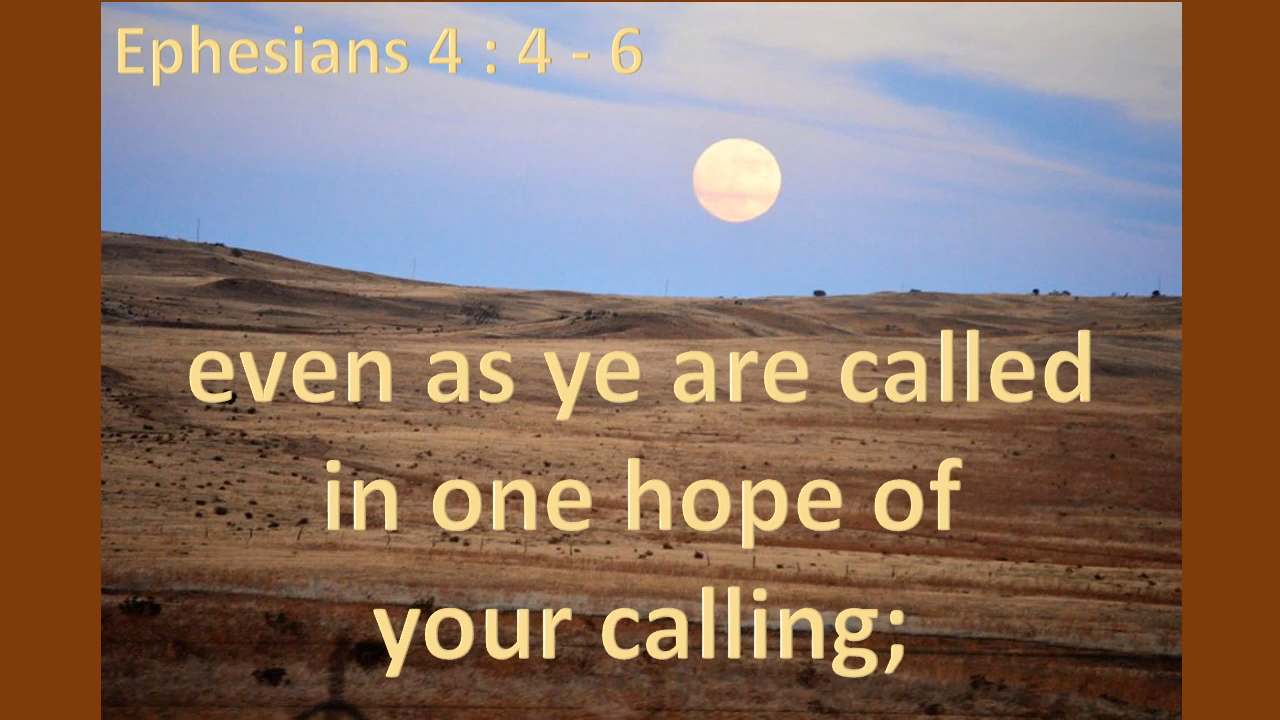 Ephesians 4 : 4 - 6
even as ye are called
in one hope of
your calling;